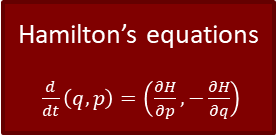 Hamilton’s equations
d/dt (q, p) = (∂H/∂p, −∂H/∂q)